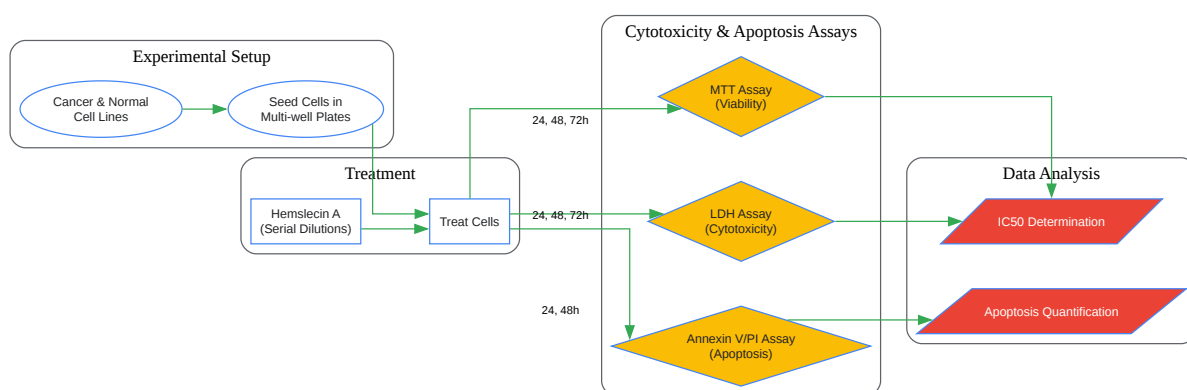 Experimental Setup
Cancer & Normal
Cell Lines
Seed Cells in
Multi-well Plates
Treatment
Hemslecin A
(Serial Dilutions)
Treat Cells
24, 48, 72h
24, 48, 72h
24, 48h
Cytotoxicity & Apoptosis Assays
MTT Assay
(Viability)
LDH Assay
(Cytotoxicity)
Annexin V/PI Assay
(Apoptosis)
Data Analysis
IC50 Determination
Apoptosis Quantification